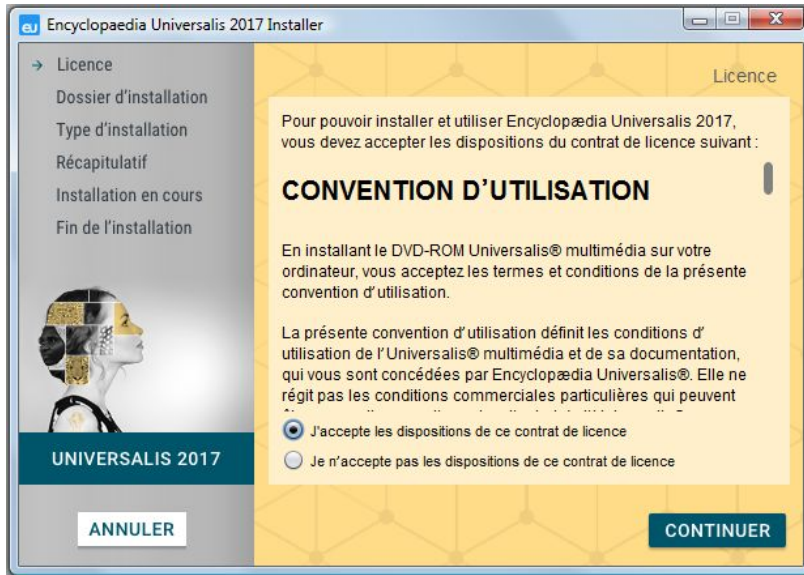 eu Encyclopaedia Universalis 2017 Installer
→ Licence
Dossier d'installation
Type d'installation
Récapitulatif
Installation en cours
Fin de l'installation
UNIVERSALIS 2017
ANNULER
Licence
Pour pouvoir installer et utiliser Encyclopædia Universalis 2017,
vous devez accepter les dispositions du contrat de licence suivant :
CONVENTION D'UTILISATION
En installant le DVD-ROM Universalis® multimédia sur votre
ordinateur, vous acceptez les termes et conditions de la présente
convention d'utilisation.
La présente convention d'utilisation définit les conditions d'
utilisation de l'Universalis® multimédia et de sa documentation,
qui vous sont concédées par Encyclopædia Universalis®. Elle ne
régit pas les conditions commerciales particulières qui peuvent
J'accepte les dispositions de ce contrat de licence
Je n'accepte pas les dispositions de ce contrat de licence
CONTINUER